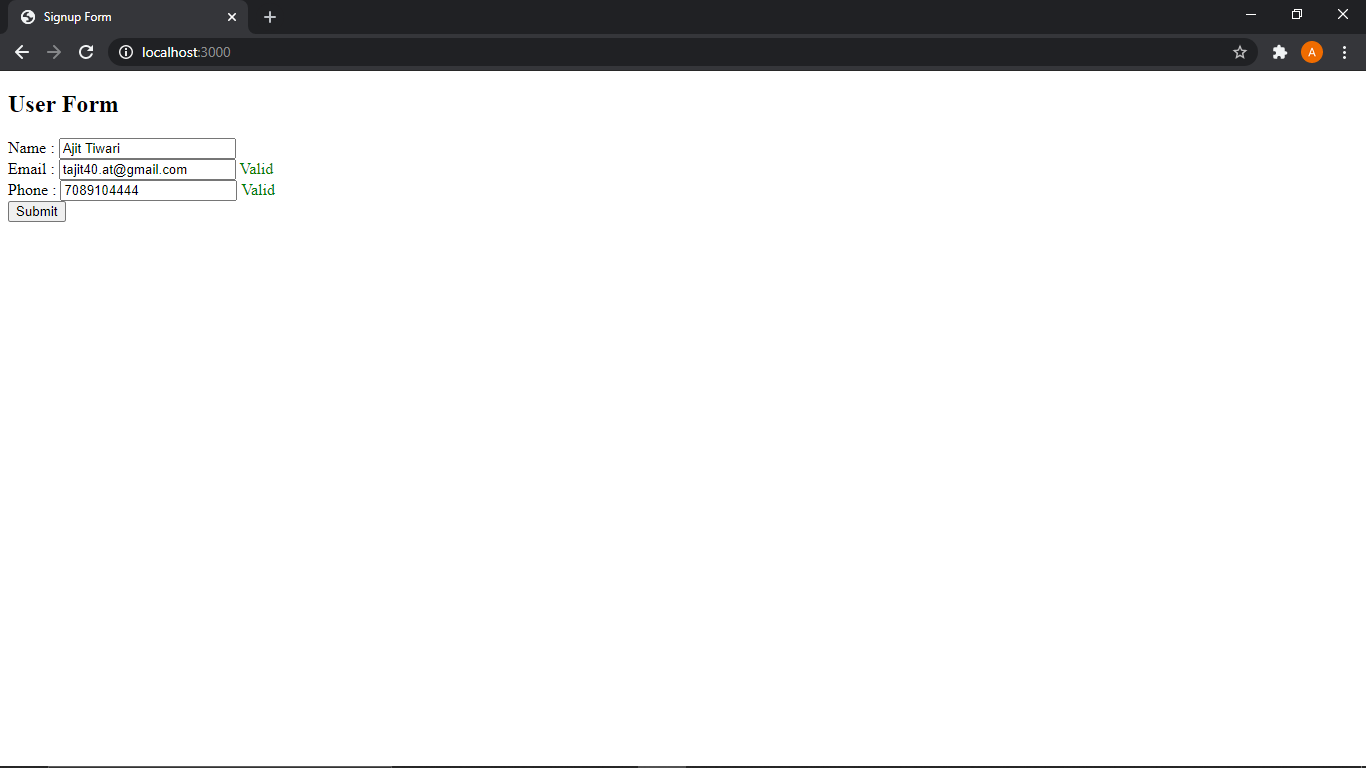 Signup Form
localhost:3000
A
User Form
Name : Ajit Tiwari
Email : tajit40.at@gmail.com Valid
Phone : 7089104444 Valid
Submit